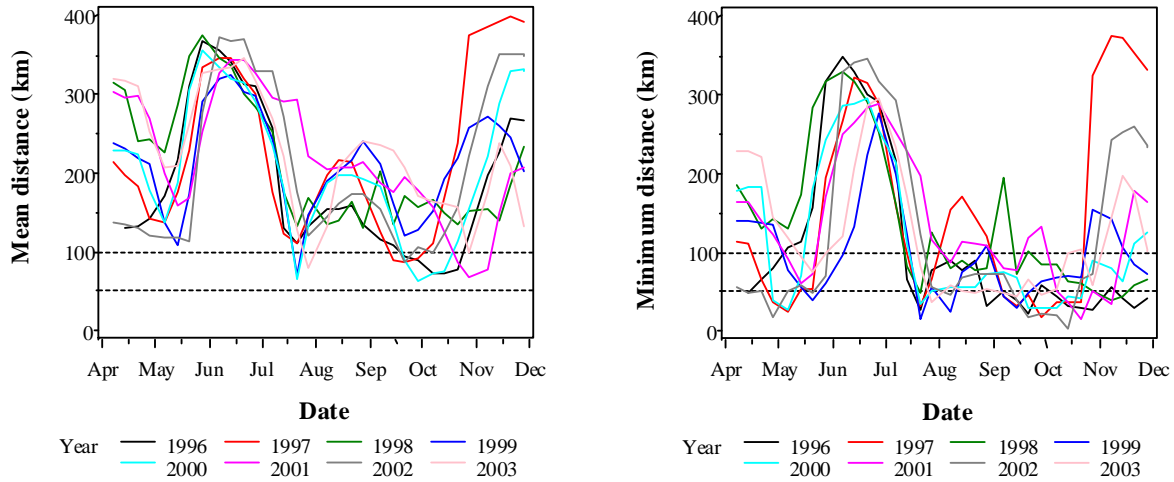 Mean distance (km)
400
300
200
100
0
Apr May Jun Jul Aug Sep Oct Nov Dec
Date
Year 1996 1997 1998 1999
2000 2001 2002 2003
Minimum distance (km)
400
300
200
100
0
Apr May Jun Jul Aug Sep Oct Nov Dec
Date
Year 1996 1997 1998 1999
2000 2001 2002 2003